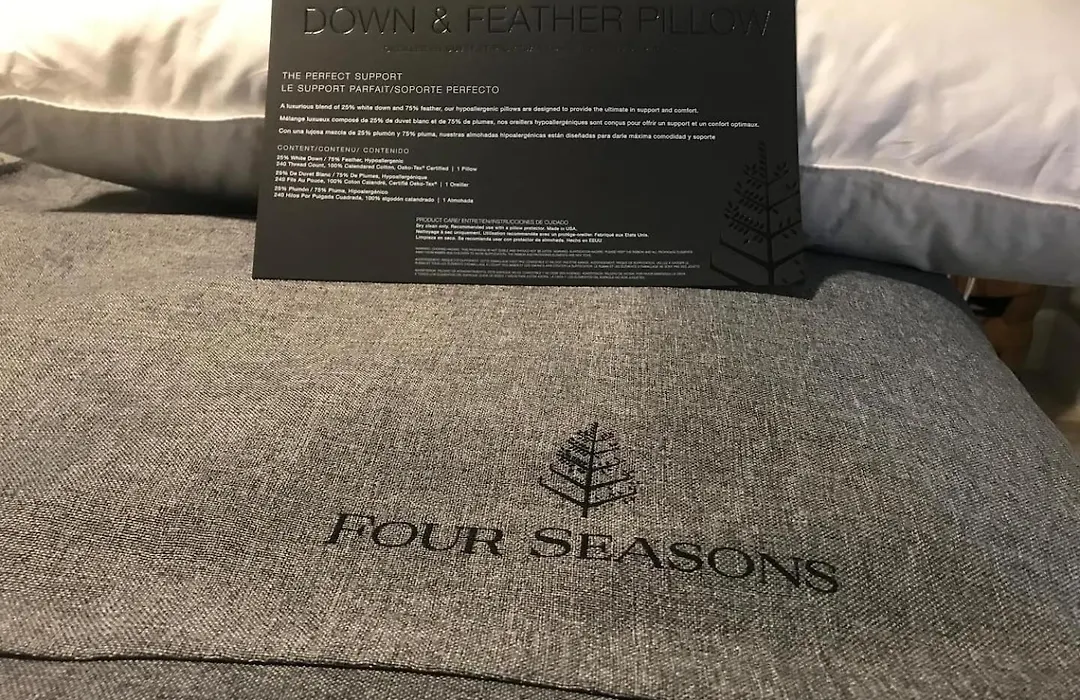 DOWN & FEATHER PILLOW
THE PERFECT SUPPORT
LE SUPPORT PARFAIT/SOPORTE PERFECTO
A luxurious blend of 25% white down and 75% feather, our hypoallergenic pillows are designed to provide the ultimate in support and comfort.
Mélange luxueux composé de 25% de duvet blanc et de 75% de plumes, nos oreillers hypoallergéniques sont conçus pour offrir un support et un confort optimaux.
Con una lujosa mezcla de 25% plumón y 75% pluma, nuestras almohadas hipoalergénicas están diseñadas para darle máxima comodidad y soporte
CONTENT/CONTENU/ CONTENIDO
25% White Down / 75% Feather, Hypoallergenic
240 Thread Count, 100% Calendared Cotton, Oeko-Tex® Certified | 1 Pillow
25% De Duvet Blanc / 75% De Plumes, Hypoallergénique
240 Fils Au Pouce, 100% Coton Calandré, Certifié Oeko-Tex® | 1 Oreiller
25% Plumón / 75% Pluma, Hipoalergénico
240 Hilos Por Pulgada Cuadrada, 100% algodón calandrado | 1 Almohada
PRODUCT CARE/ ENTRETIEN/INSTRUCCIONES DE CUIDADO
Dry clean only. Recommended use with a pillow protector. Made in USA.
Nettoyage à sec uniquement. Utilisation recommandée avec un protège-oreiller. Fabriqué aux États Unis.
Limpieza en seco. Se recomienda usar con protector de almohada. Hecho en EEUU
FOUR SEASONS